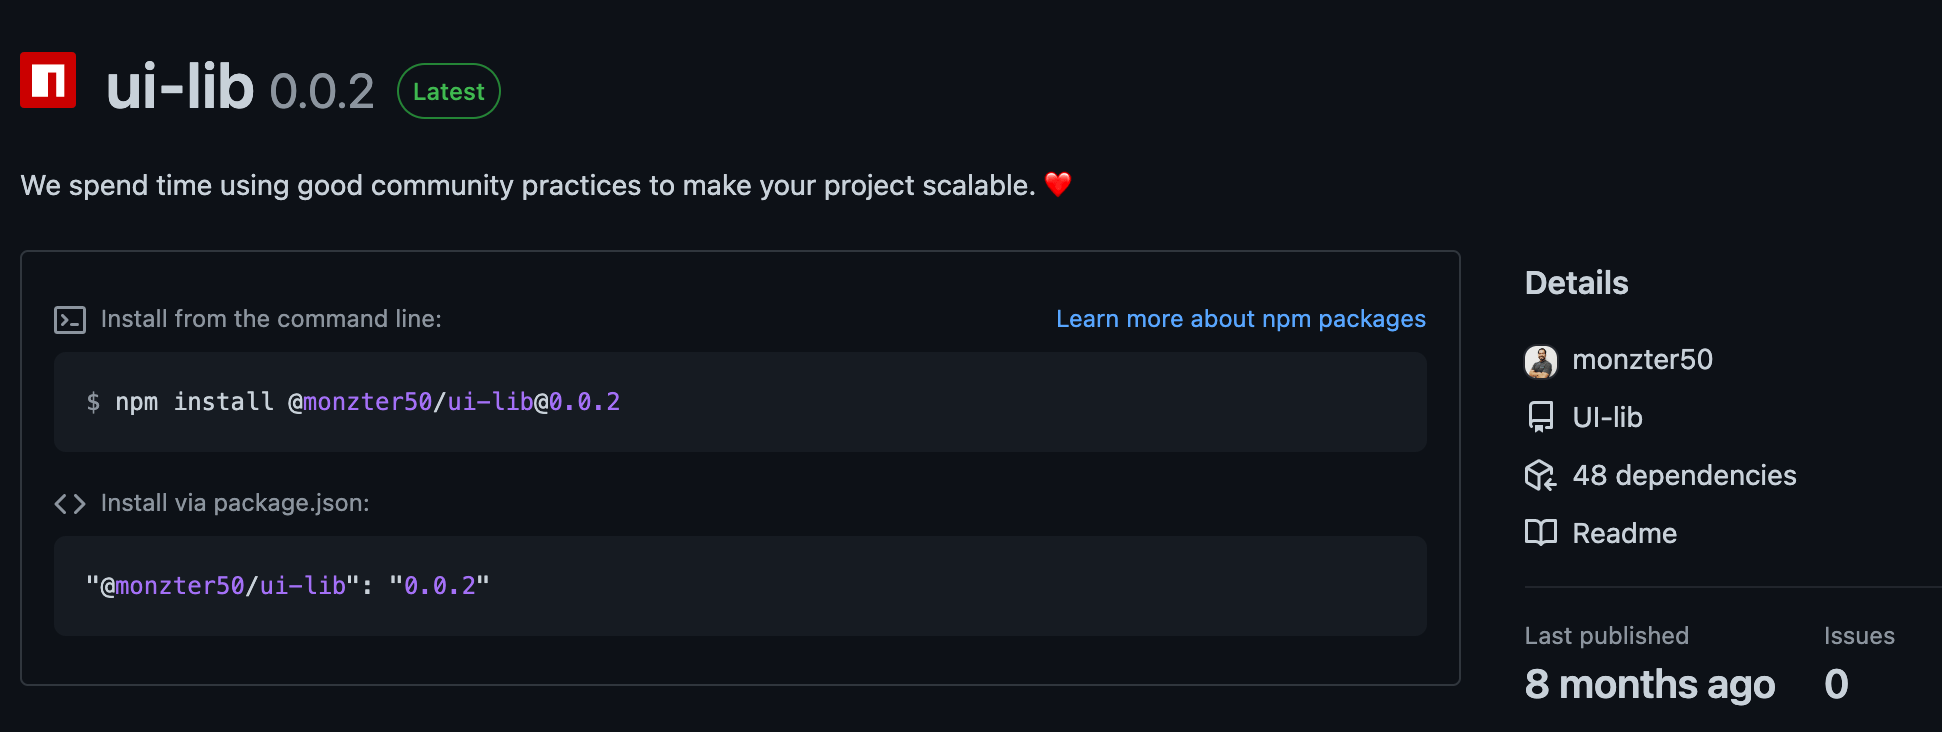 ui-lib 0.0.2 Latest
We spend time using good community practices to make your project scalable. ❤️
Install from the command line:
Learn more about npm packages
$ npm install @monzter50/ui-lib@0.0.2
Install via package.json:
"@monzter50/ui-lib": "0.0.2"
Details
monzter50
UI-lib
48 dependencies
Readme
Last published
8 months ago
Issues
0